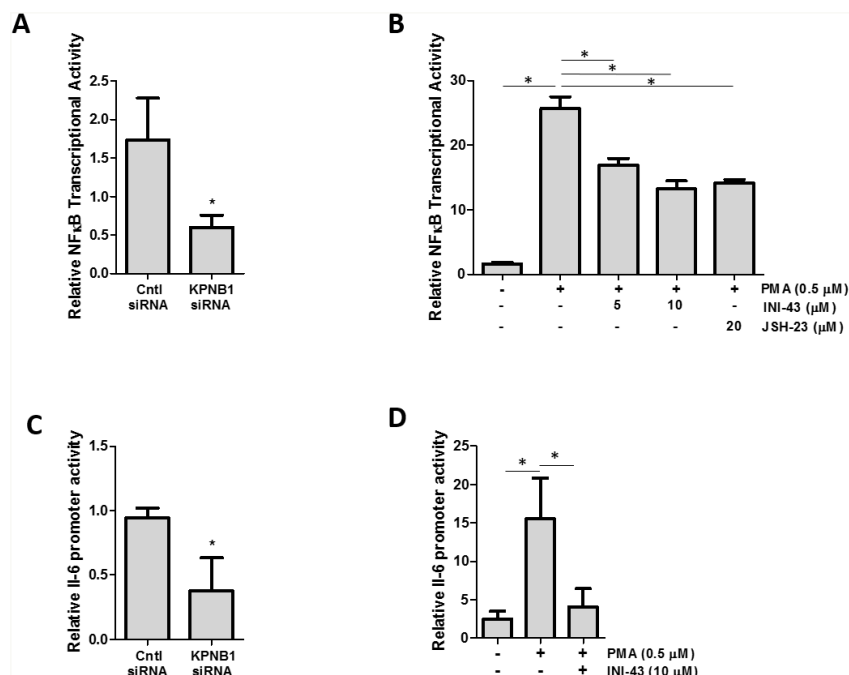 A
Relative NFκB Transcriptional Activity
2.5
2.0
1.5
1.0
0.5
0.0
*
Cntl siRNA
KPNB1 siRNA
B
Relative NFκB Transcriptional Activity
30
20
10
0
*
*
*
*
- + + + + PMA (0.5 μM)
- - 5 10 - INI-43 (μM)
- - - - 20 JSH-23 (μM)
C
Relative Il-6 promoter activity
1.0
0.5
0.0
*
Cntl siRNA
KPNB1 siRNA
D
Relative Il-6 promoter activity
25
20
15
10
5
0
* *
- + + PMA (0.5 μM)
- - + INI-43 (10 μM)